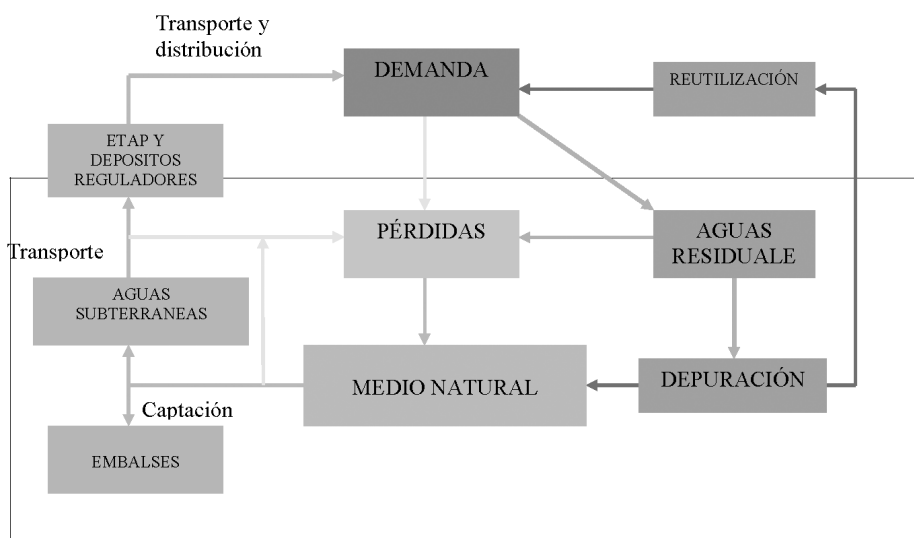 Transporte y
distribución
DEMANDA
REUTILIZACIÓN
ETAP Y
DEPOSITOS
REGULADORES
PÉRDIDAS
AGUAS
RESIDUALE
Transporte
AGUAS
SUBTERRANEAS
MEDIO NATURAL
DEPURACIÓN
Captación
EMBALSES